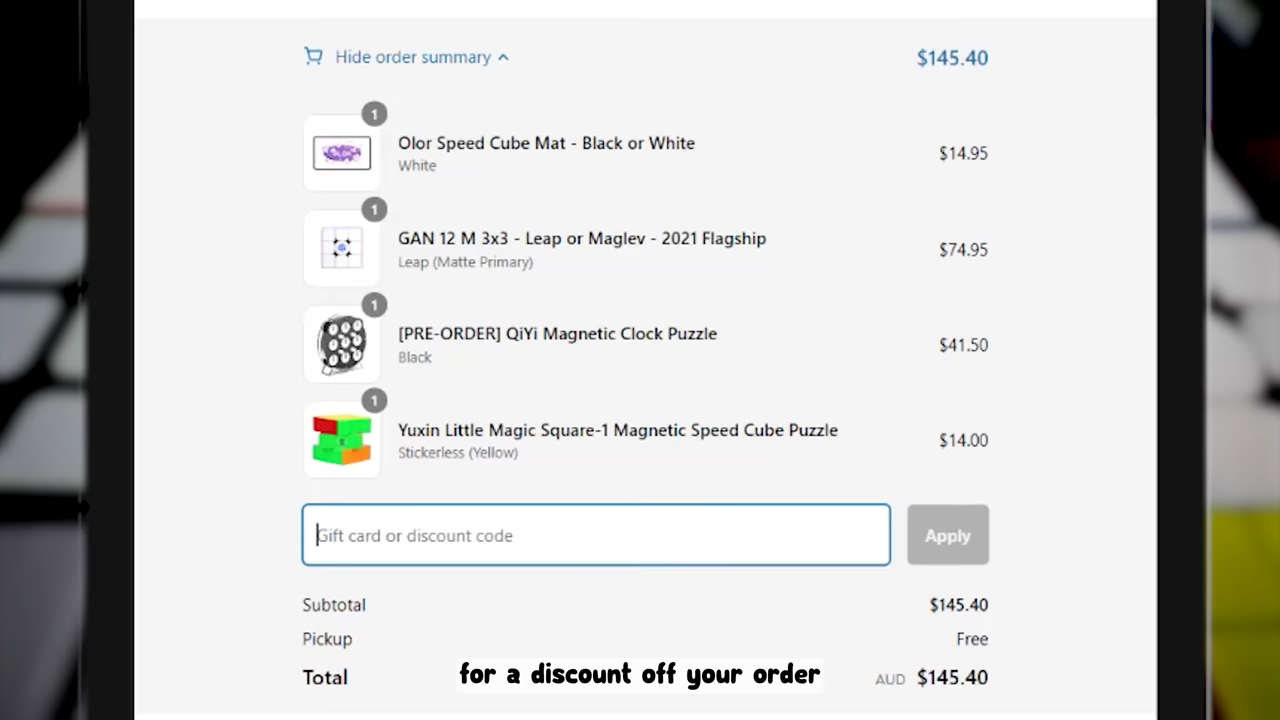 Hide order summary
$145.40
1
Olor Speed Cube Mat - Black or White
White
$14.95
1
GAN 12 M 3x3 - Leap or Maglev - 2021 Flagship
Leap (Matte Primary)
$74.95
1
[PRE-ORDER] QiYi Magnetic Clock Puzzle
Black
$41.50
1
Yuxin Little Magic Square-1 Magnetic Speed Cube Puzzle
Stickerless (Yellow)
$14.00
Gift card or discount code
Apply
Subtotal
$145.40
Pickup
Free
Total
AUD $145.40
for a discount off your order